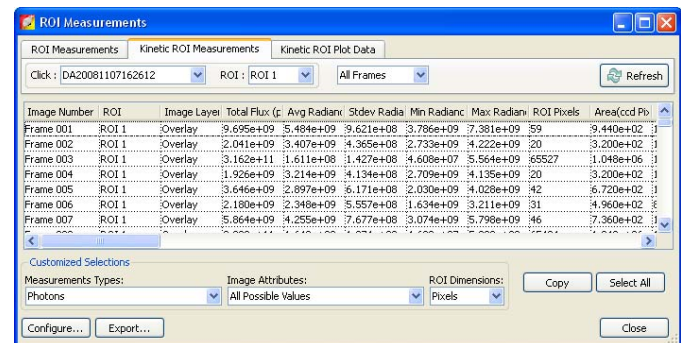 ROI Measurements
ROI Measurements Kinetic ROI Measurements Kinetic ROI Plot Data
Click : DA20081107162612 ROI : ROI 1 All Frames Refresh
Image Number ROI Image Layer Total Flux (p Avg Radianc Stdev Radia Min Radianc Max Radianc ROI Pixels Area(ccd Pix
Frame 001 ROI 1 Overlay 9.695e+09 5.484e+09 9.621e+08 3.786e+09 7.381e+09 59 9.440e+02
Frame 002 ROI 1 Overlay 2.041e+09 3.407e+09 4.365e+08 2.733e+09 4.222e+09 20 3.200e+02
Frame 003 ROI 1 Overlay 3.162e+11 1.611e+08 1.427e+08 4.608e+07 5.564e+09 65527 1.048e+06
Frame 004 ROI 1 Overlay 1.926e+09 3.214e+09 4.134e+08 2.709e+09 4.135e+09 20 3.200e+02
Frame 005 ROI 1 Overlay 3.646e+09 2.897e+09 6.171e+08 2.030e+09 4.028e+09 42 6.720e+02
Frame 006 ROI 1 Overlay 2.180e+09 2.348e+09 5.557e+08 1.634e+09 3.211e+09 31 4.960e+02
Frame 007 ROI 1 Overlay 5.864e+09 4.255e+09 7.677e+08 3.074e+09 5.798e+09 46 7.360e+02
Customized Selections
Measurements Types: Image Attributes: ROI Dimensions:
Photons All Possible Values Pixels Copy Select All
Configure... Export... Close